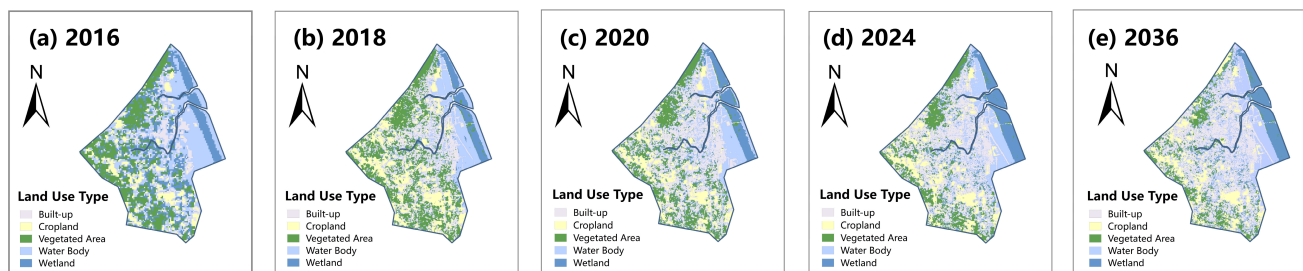 (a) 2016
N
Land Use Type
Built-up
Cropland
Vegetated Area
Water Body
Wetland
(b) 2018
N
Land Use Type
Built-up
Cropland
Vegetated Area
Water Body
Wetland
(c) 2020
N
Land Use Type
Built-up
Cropland
Vegetated Area
Water Body
Wetland
(d) 2024
N
Land Use Type
Built-up
Cropland
Vegetated Area
Water Body
Wetland
(e) 2036
N
Land Use Type
Built-up
Cropland
Vegetated Area
Water Body
Wetland